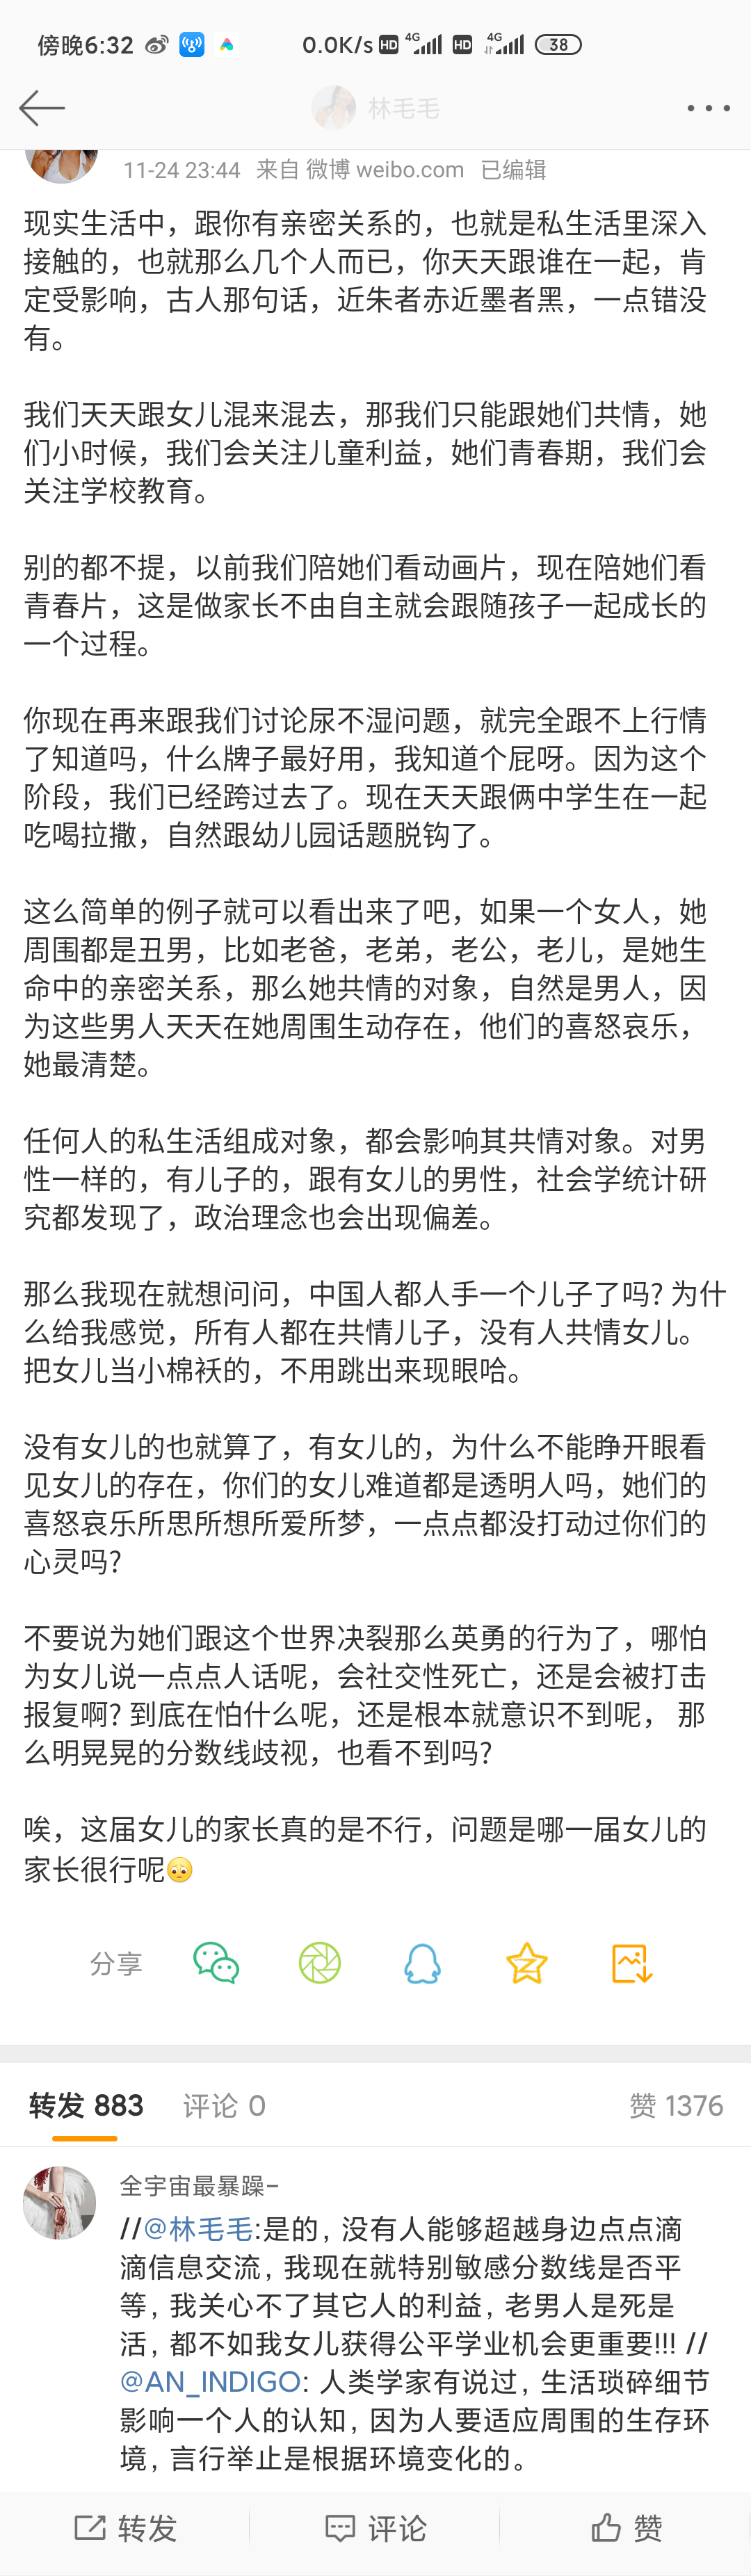 傍晚6:32
0.0K/s HD 4G HD 4G 38
林毛毛
11-24 23:44 来自 微博 weibo.com 已编辑
现实生活中，跟你有亲密关系的，也就是私生活里深入
接触的，也就那么几个人而已，你天天跟谁在一起，肯
定受影响，古人那句话，近朱者赤近墨者黑，一点错没
有。
我们天天跟女儿混来混去，那我们只能跟她们共情，她
们小时候，我们会关注儿童利益，她们青春期，我们会
关注学校教育。
别的都不提，以前我们陪她们看动画片，现在陪她们看
青春片，这是做家长不由自主就会跟随孩子一起成长的
一个过程。
你现在再来跟我们讨论尿不湿问题，就完全跟不上行情
了知道吗，什么牌子最好用，我知道个屁呀。因为这个
阶段，我们已经跨过去了。现在天天跟俩中学生在一起
吃喝拉撒，自然跟幼儿园话题脱钩了。
这么简单的例子就可以看出来了吧，如果一个女人，她
周围都是丑男，比如老爸，老弟，老公，老儿，是她生
命中的亲密关系，那么她共情的对象，自然是男人，因
为这些男人天天在她周围生动存在，他们的喜怒哀乐，
她最清楚。
任何人的私生活组成对象，都会影响其共情对象。对男
性一样的，有儿子的，跟有女儿的男性，社会学统计研
究都发现了，政治理念也会出现偏差。
那么我现在就想问问，中国人都人手一个儿子了吗? 为什
么给我感觉，所有人都在共情儿子，没有人共情女儿。
把女儿当小棉袄的，不用跳出来现眼哈。
没有女儿的也就算了，有女儿的，为什么不能睁开眼看
见女儿的存在，你们的女儿难道都是透明人吗，她们的
喜怒哀乐所思所想所爱所梦，一点点都没打动过你们的
心灵吗?
不要说为她们跟这个世界决裂那么英勇的行为了，哪怕
为女儿说一点点人话呢，会社交性死亡，还是会被打击
报复啊? 到底在怕什么呢，还是根本就意识不到呢， 那
么明晃晃的分数线歧视，也看不到吗?
唉，这届女儿的家长真的是不行，问题是哪一届女儿的
家长很行呢😳
分享
转发 883 评论 0 赞 1376
全宇宙最暴躁-
//@林毛毛:是的, 没有人能够超越身边点点滴
滴信息交流, 我现在就特别敏感分数线是否平
等, 我关心不了其它人的利益, 老男人是死是
活, 都不如我女儿获得公平学业机会更重要!!! //
@AN_INDIGO: 人类学家有说过, 生活琐碎细节
影响一个人的认知, 因为人要适应周围的生存环
境, 言行举止是根据环境变化的。
转发 评论 赞